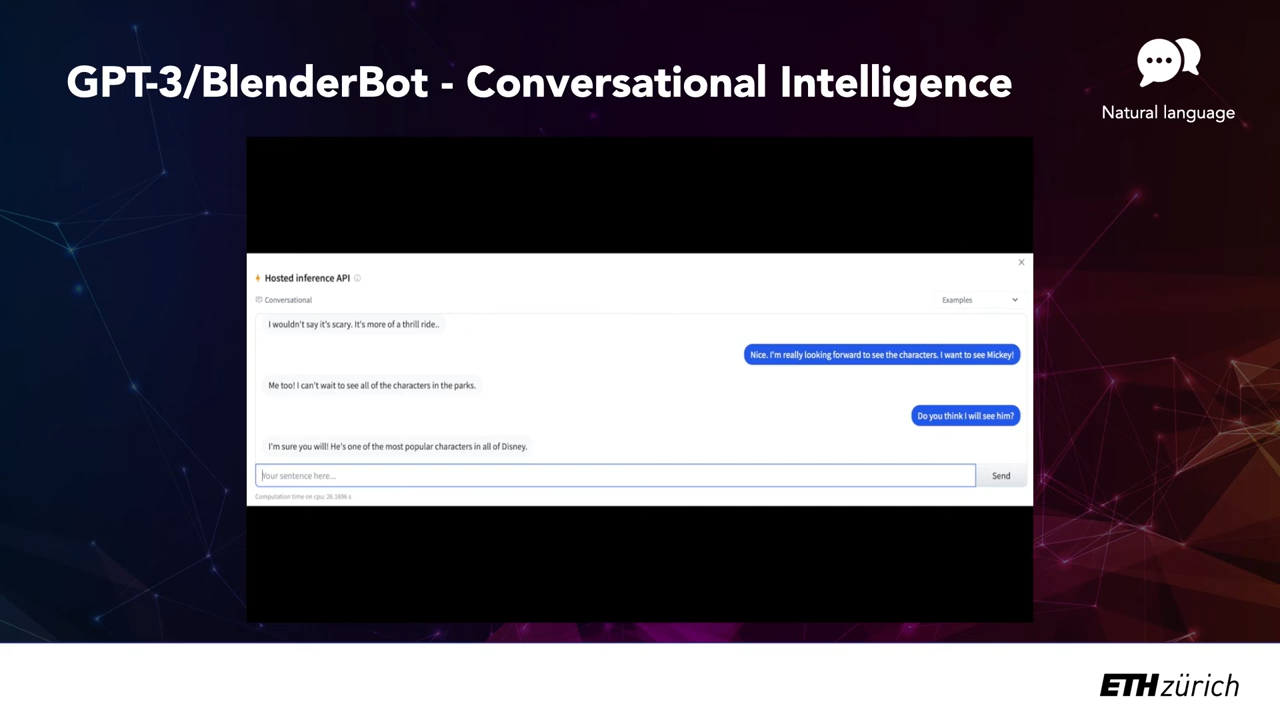 GPT-3/BlenderBot - Conversational Intelligence
Natural language
Hosted inference API
Conversational
Examples
I wouldn't say it's scary. It's more of a thrill ride..
Nice. I'm really looking forward to see the characters. I want to see Mickey!
Me too! I can't wait to see all of the characters in the parks.
Do you think I will see him?
I'm sure you will! He's one of the most popular characters in all of Disney.
Your sentence here...
Send
Computation time on cpu: 26.1696 s
ETH zürich